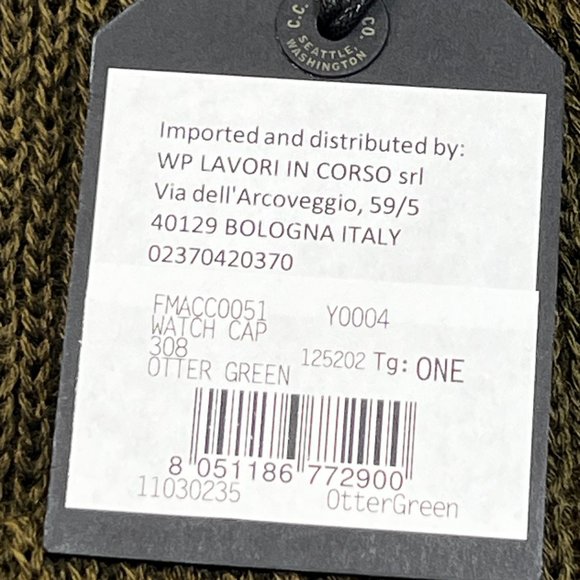 C.C. CO.
SEATTLE,
WASHINGTON
Imported and distributed by:
WP LAVORI IN CORSO srl
Via dell'Arcoveggio, 59/5
40129 BOLOGNA ITALY
02370420370
FMACC0051 Y0004
WATCH CAP
308 125202 Tg: ONE
OTTER GREEN
8 051186 772900
11030235 OtterGreen